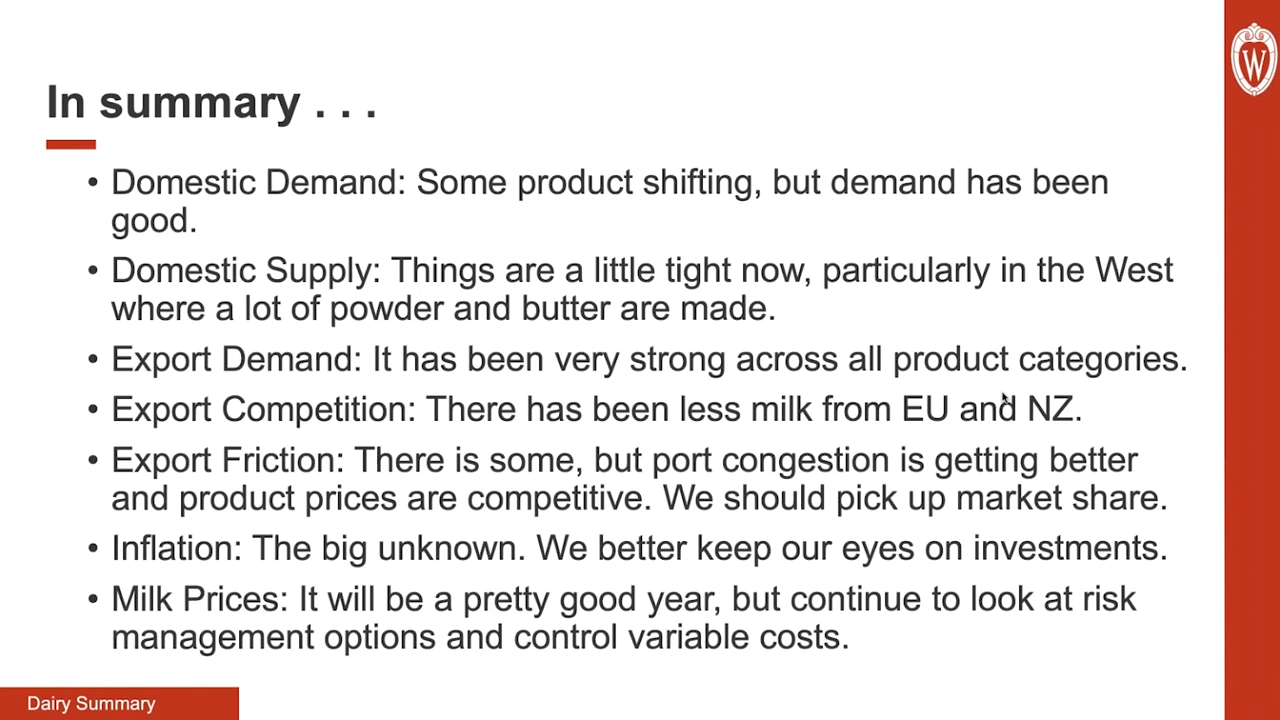 In summary . . .
• Domestic Demand: Some product shifting, but demand has been
good.
• Domestic Supply: Things are a little tight now, particularly in the West
where a lot of powder and butter are made.
• Export Demand: It has been very strong across all product categories.
• Export Competition: There has been less milk from EU and NZ.
• Export Friction: There is some, but port congestion is getting better
and product prices are competitive. We should pick up market share.
• Inflation: The big unknown. We better keep our eyes on investments.
• Milk Prices: It will be a pretty good year, but continue to look at risk
management options and control variable costs.
Dairy Summary
W